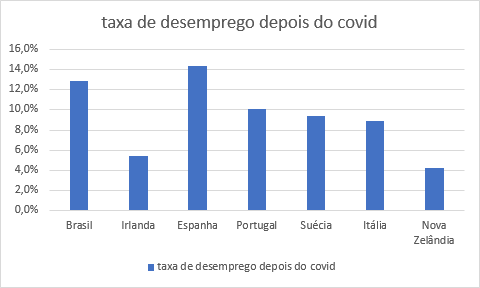 taxa de desemprego depois do covid
16,0%
14,0%
12,0%
10,0%
8,0%
6,0%
4,0%
2,0%
0,0%
Brasil Irlanda Espanha Portugal Suécia Itália Nova
Zelândia
taxa de desemprego depois do covid